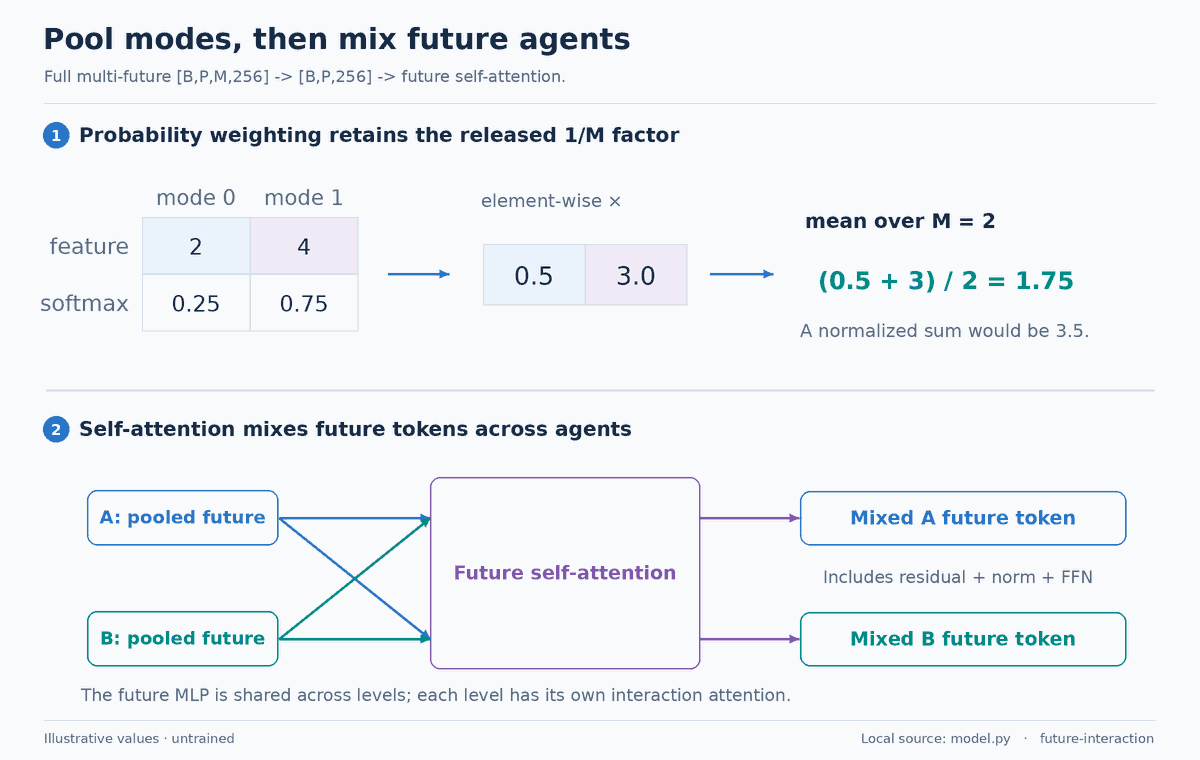 Pool modes, then mix future agents
Full multi-future [B,P,M,256] -> [B,P,256] -> future self-attention.
1 Probability weighting retains the released 1/M factor
mode 0 mode 1
feature 2 4
softmax 0.25 0.75
element-wise ×
0.5 3.0
mean over M = 2
(0.5 + 3) / 2 = 1.75
A normalized sum would be 3.5.
2 Self-attention mixes future tokens across agents
A: pooled future
B: pooled future
Future self-attention
Mixed A future token
Includes residual + norm + FFN
Mixed B future token
The future MLP is shared across levels; each level has its own interaction attention.
Illustrative values · untrained
Local source: model.py · future-interaction